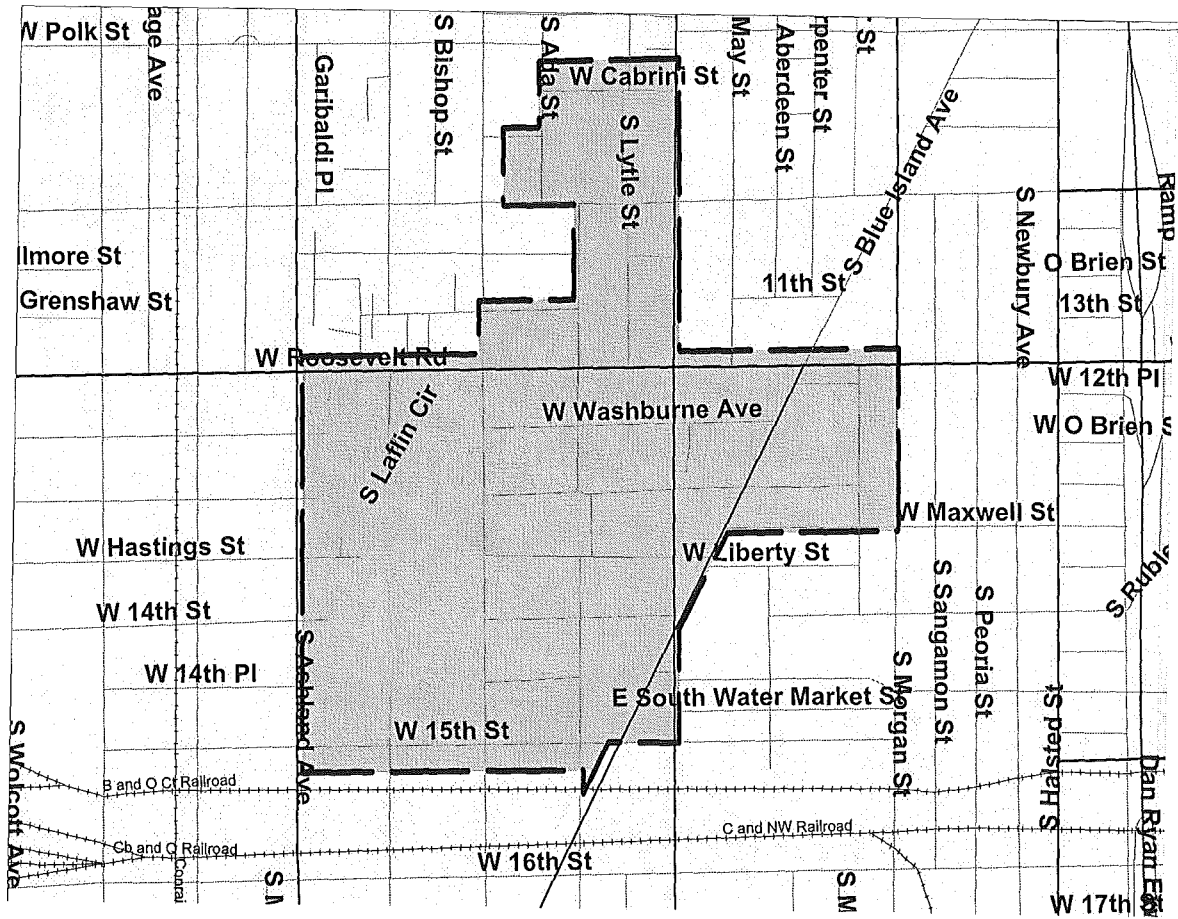 W Polk St
age Ave
Garibaldi Pl
S Bishop St
S Ada St
W Cabrini St
S Lytle St
May St
Aberdeen St
rpenter St
St
S Blue Island Ave
S Newbury Ave
Ramp
lmore St
Grenshaw St
11th St
O Brien St
13th St
W Roosevelt Rd
W 12th Pl
S Laflin Cir
W Washburne Ave
W O Brien S
W Maxwell St
W Hastings St
W Liberty St
W 14th St
S Ruble
W 14th Pl
S Ashland Ave
E South Water Market St
S Morgan St
S Sangamon St
S Peoria St
W 15th St
S Halsted St
S Wolcott Ave
B and O Ct Railroad
Dan Ryan E
Cb and Q Railroad
C and NW Railroad
Conrai
W 16th St
S M
S M
W 17th St